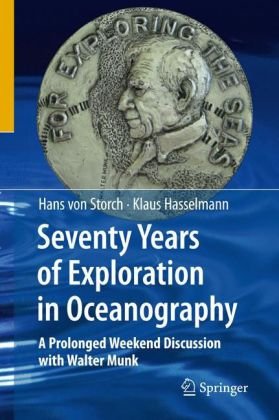 FOR EXPLORING THE SEAS
Hans von Storch · Klaus Hasselmann
Seventy Years
of Exploration
in Oceanography
A Prolonged Weekend Discussion
with Walter Munk
Springer